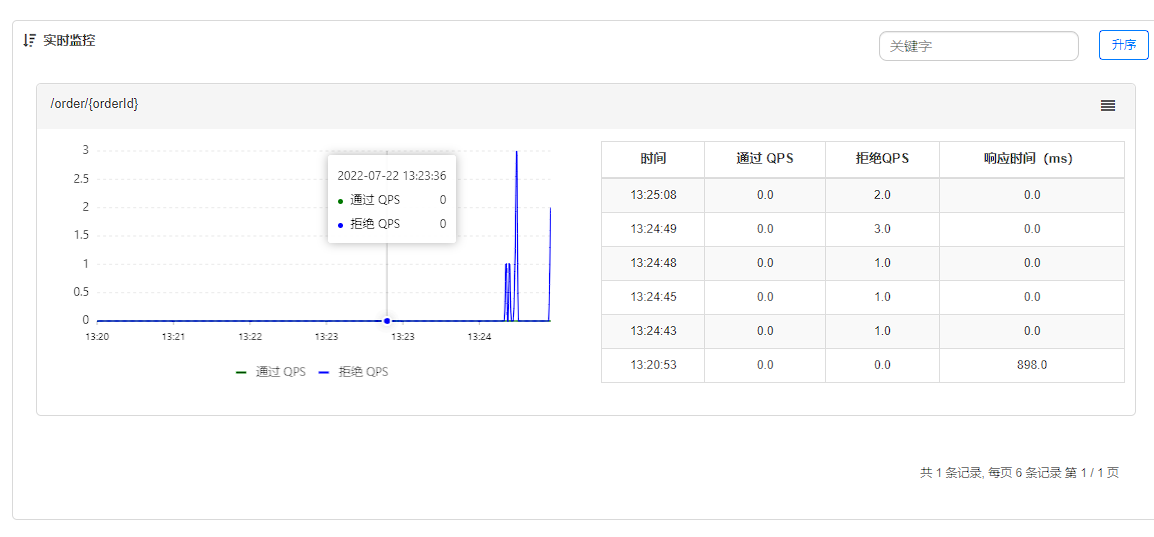 实时监控
关键字
升序
/order/{orderId}
3
2.5
2
1.5
1
0.5
0
13:20 13:21 13:22 13:23 13:23 13:24
2022-07-22 13:23:36
通过 QPS 0
拒绝 QPS 0
通过 QPS 拒绝 QPS
时间 通过 QPS 拒绝QPS 响应时间（ms）
13:25:08 0.0 2.0 0.0
13:24:49 0.0 3.0 0.0
13:24:48 0.0 1.0 0.0
13:24:45 0.0 1.0 0.0
13:24:43 0.0 1.0 0.0
13:20:53 0.0 0.0 898.0
共 1 条记录, 每页 6 条记录 第 1 / 1 页